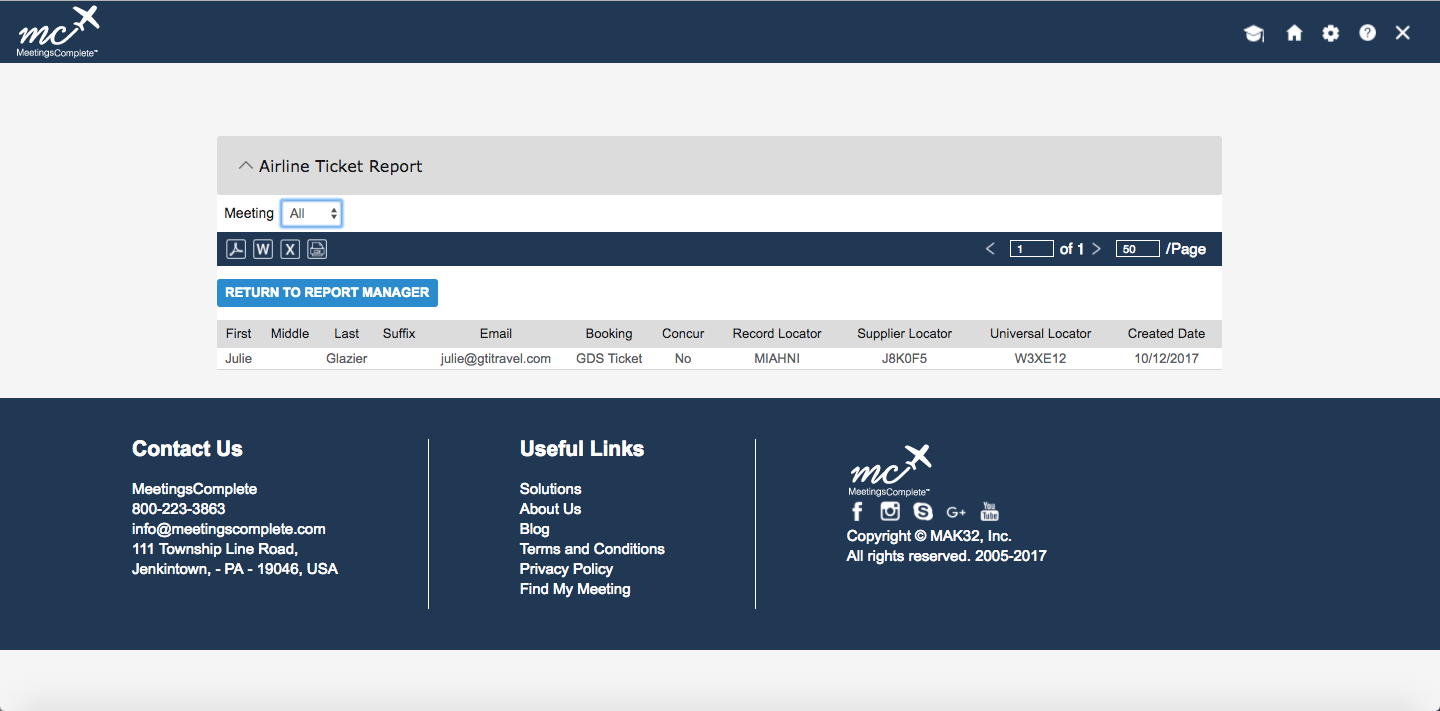 mc
MeetingsComplete™
Airline Ticket Report
Meeting All
W X
1 of 1 50 /Page
RETURN TO REPORT MANAGER
First Middle Last Suffix Email Booking Concur Record Locator Supplier Locator Universal Locator Created Date
Julie Glazier julie@gtitravel.com GDS Ticket No MIAHNI J8K0F5 W3XE12 10/12/2017
Contact Us
MeetingsComplete
800-223-3863
info@meetingscomplete.com
111 Township Line Road,
Jenkintown, - PA - 19046, USA
Useful Links
Solutions
About Us
Blog
Terms and Conditions
Privacy Policy
Find My Meeting
mc
MeetingsComplete™
f S G+ You Tube
Copyright © MAK32, Inc.
All rights reserved. 2005-2017